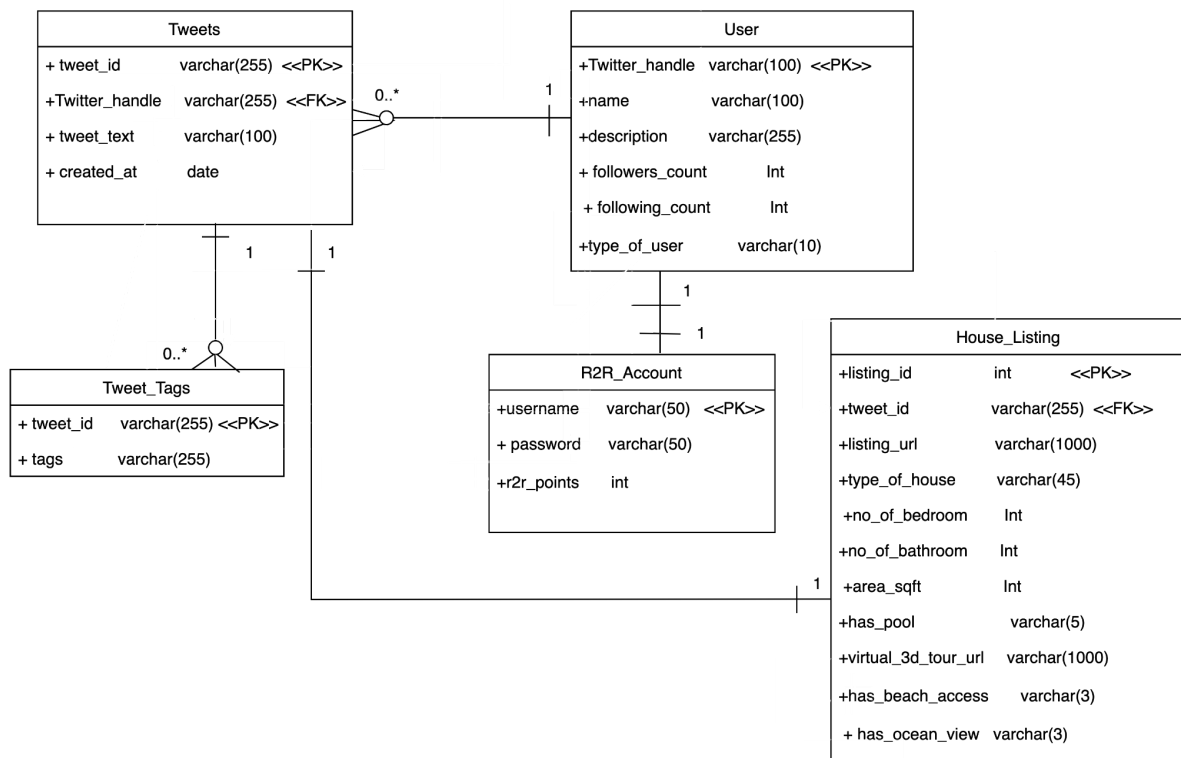 Tweets
+ tweet_id varchar(255) <<PK>>
+Twitter_handle varchar(255) <<FK>>
+ tweet_text varchar(100)
+ created_at date
0..*
1
User
+Twitter_handle varchar(100) <<PK>>
+name varchar(100)
+description varchar(255)
+ followers_count Int
+ following_count Int
+type_of_user varchar(10)
1
1
1
1
0..*
Tweet_Tags
+ tweet_id varchar(255) <<PK>>
+ tags varchar(255)
R2R_Account
+username varchar(50) <<PK>>
+ password varchar(50)
+r2r_points int
1
House_Listing
+listing_id int <<PK>>
+tweet_id varchar(255) <<FK>>
+listing_url varchar(1000)
+type_of_house varchar(45)
+no_of_bedroom Int
+no_of_bathroom Int
+area_sqft Int
+has_pool varchar(5)
+virtual_3d_tour_url varchar(1000)
+has_beach_access varchar(3)
+ has_ocean_view varchar(3)